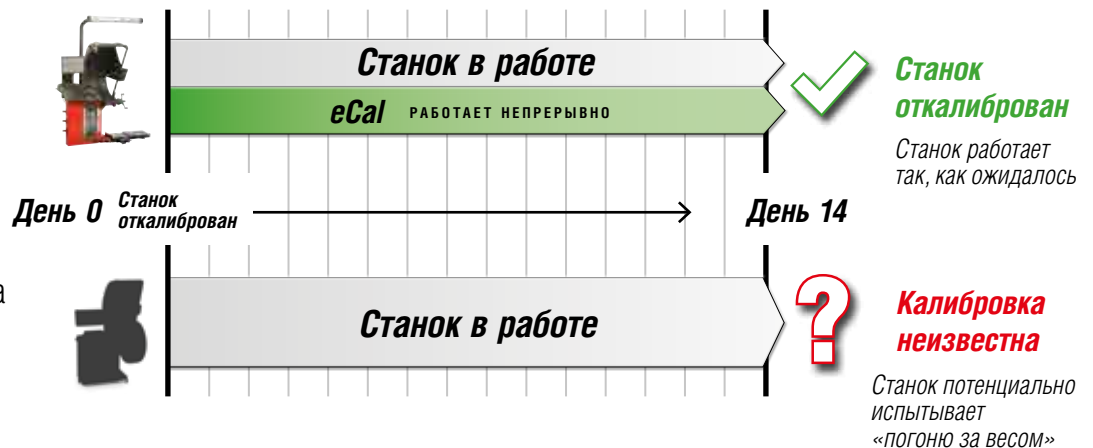 Станок в работе
eCal РАБОТАЕТ НЕПРЕРЫВНО
Станок
откалиброван
Станок работает
так, как ожидалось
День 0 Станок
откалиброван
День 14
а
Станок в работе
?
Калибровка
неизвестна
Станок потенциально
испытывает
«погоню за весом»